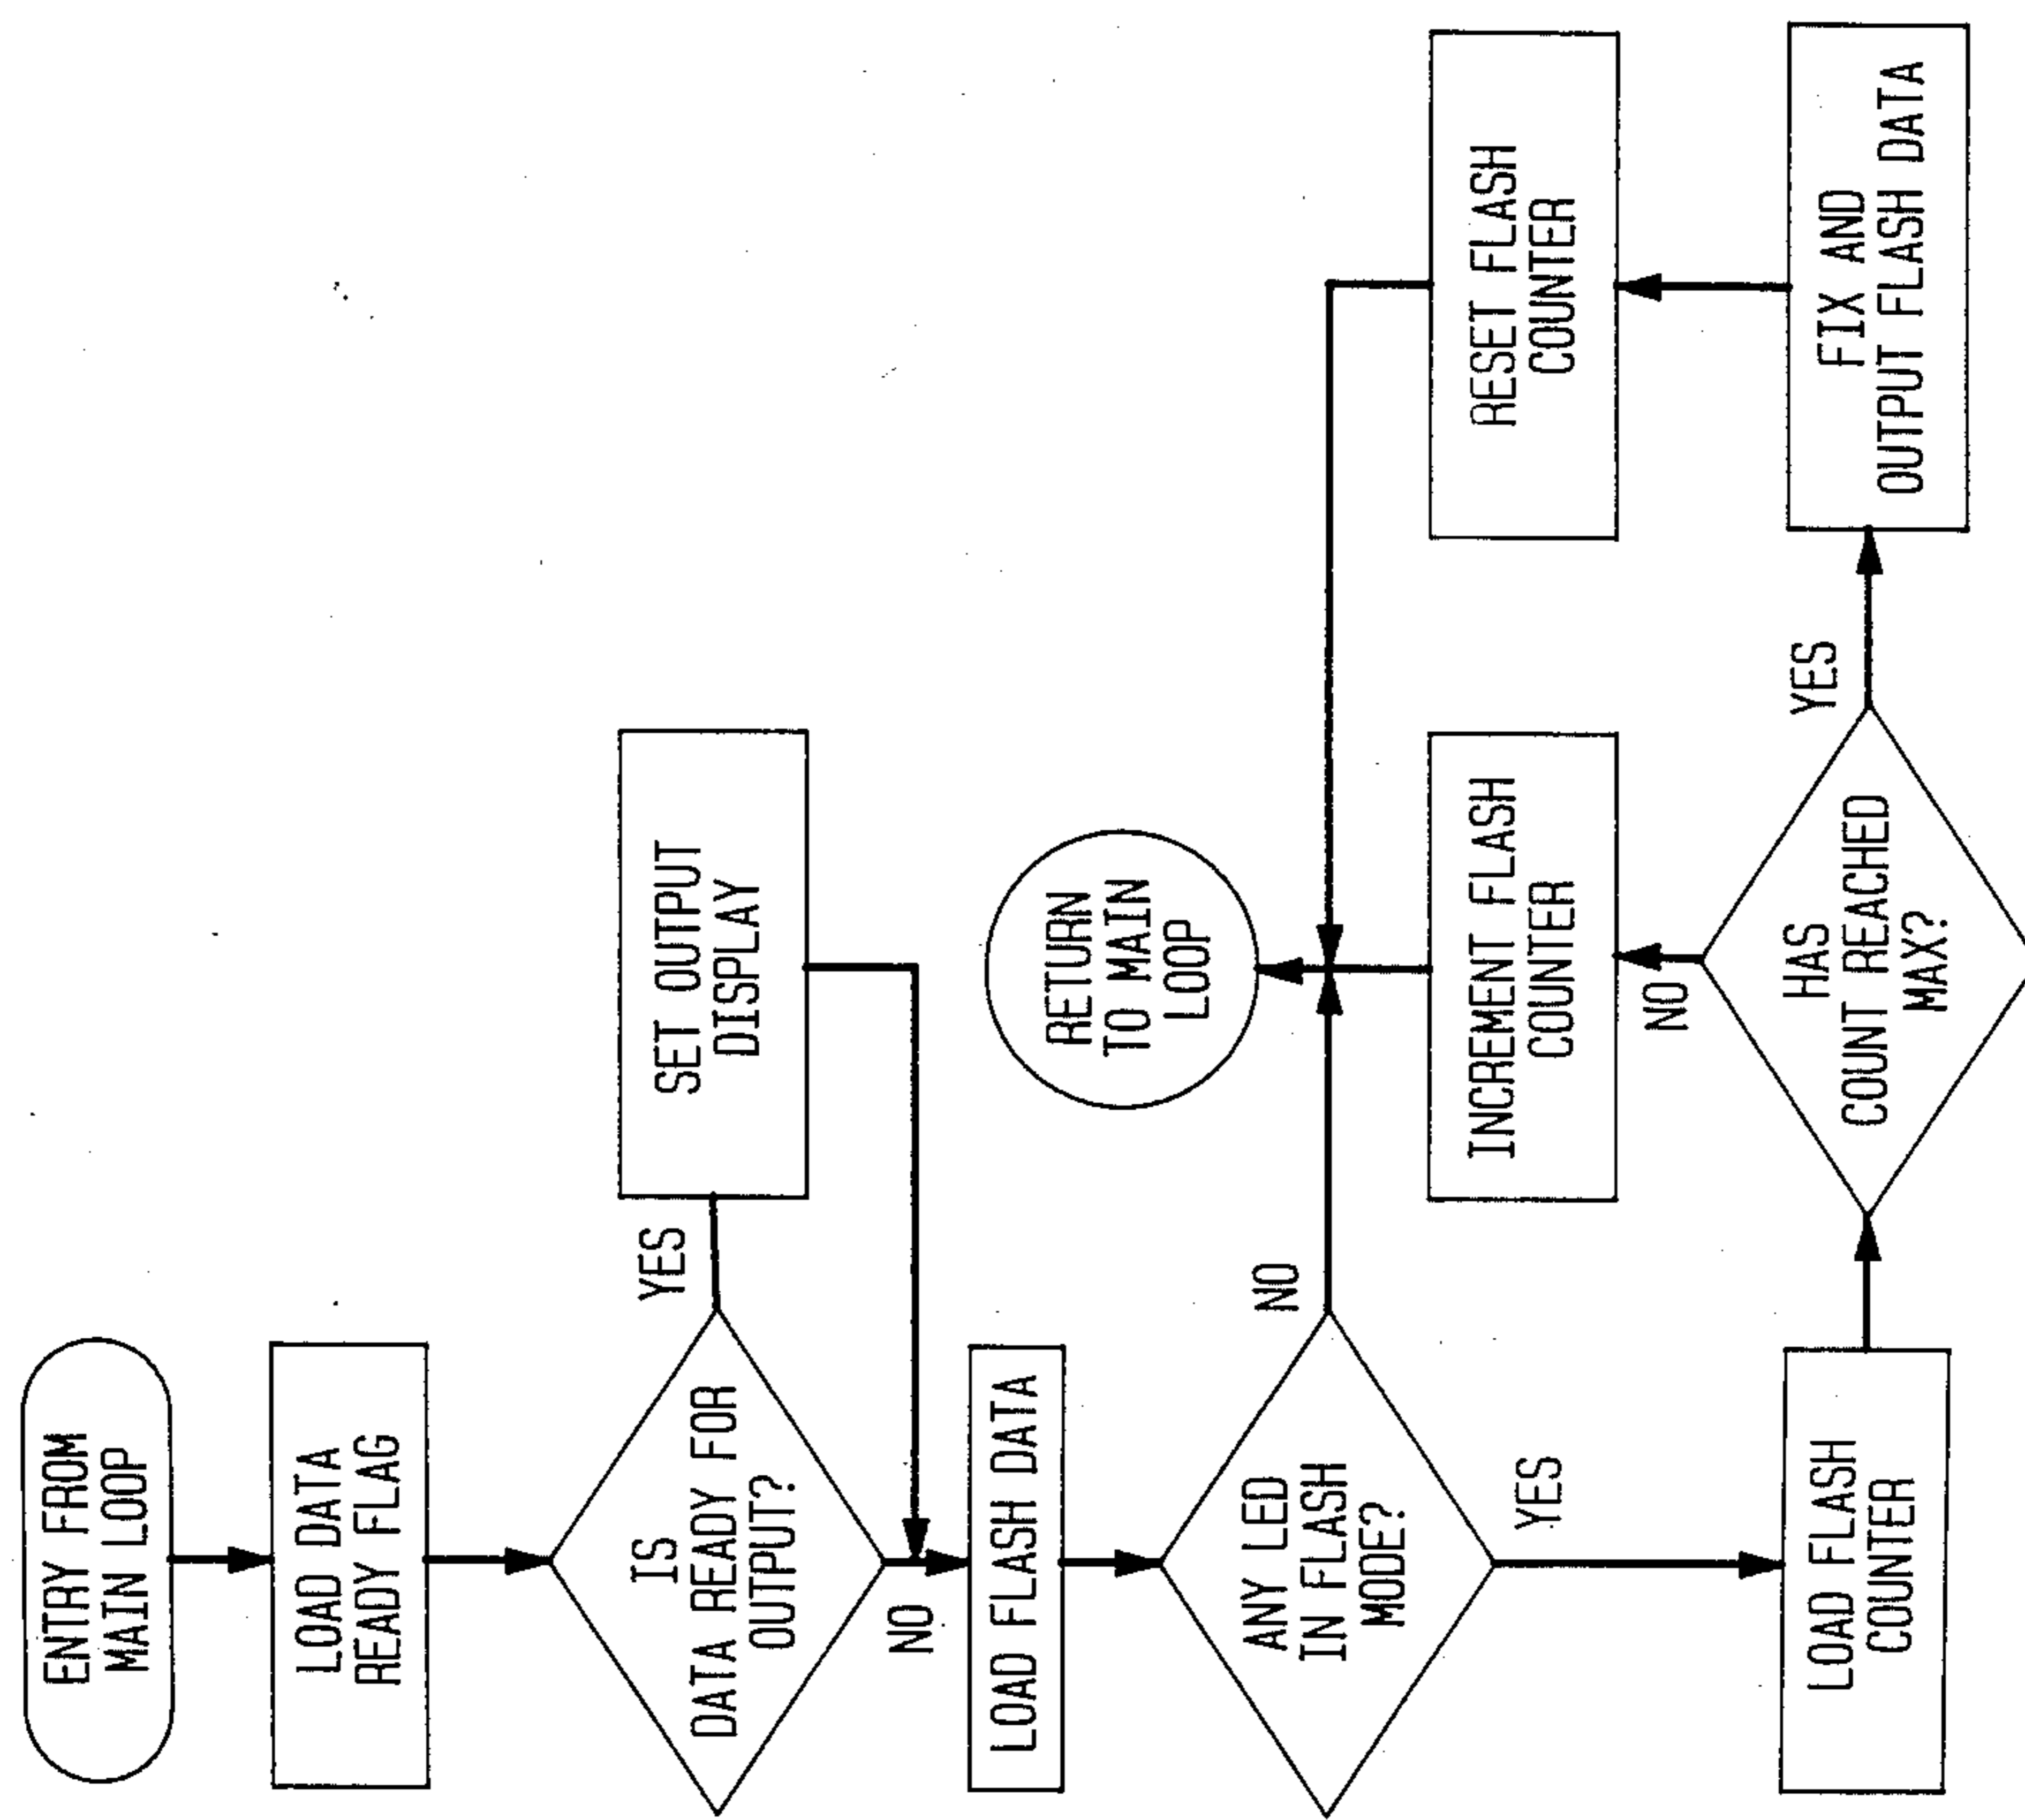 ENTRY FROM
MAIN LOOP
LOAD DATA
READY FLAG
IS
DATA READY FOR
OUTPUT?
YES
SET OUTPUT
DISPLAY
NO
LOAD FLASH DATA
ANY LED
IN FLASH
MODE?
NO
RETURN
TO MAIN
LOOP
YES
LOAD FLASH
COUNTER
HAS
COUNT REACHED
MAX?
NO
INCREMENT FLASH
COUNTER
YES
FIX AND
OUTPUT FLASH DATA
RESET FLASH
COUNTER